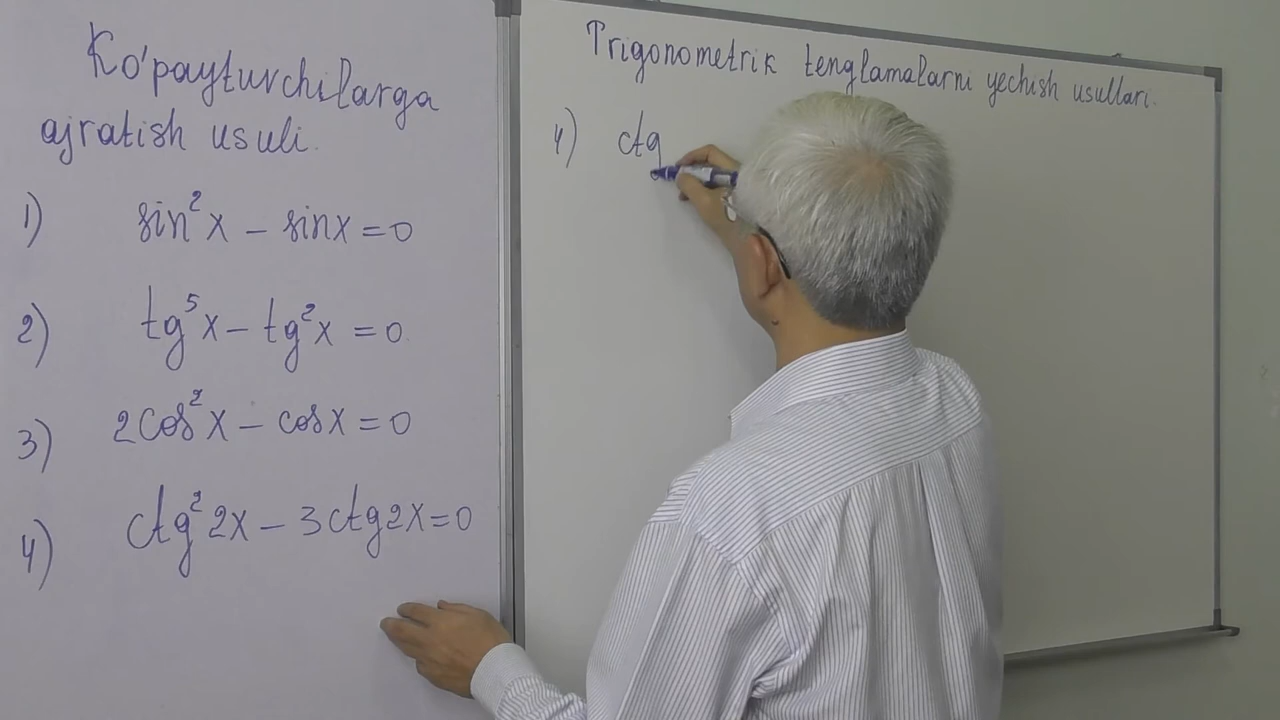 Ko'paytuvchilarga
ajratish usuli.
1) sin²x - sinx = 0
2) tg⁵x - tg²x = 0.
3) 2cos²x - cosx = 0
4) ctg²2x - 3ctg2x = 0
Trigonometrik tenglamalarni yechish usullari.
4) ctg